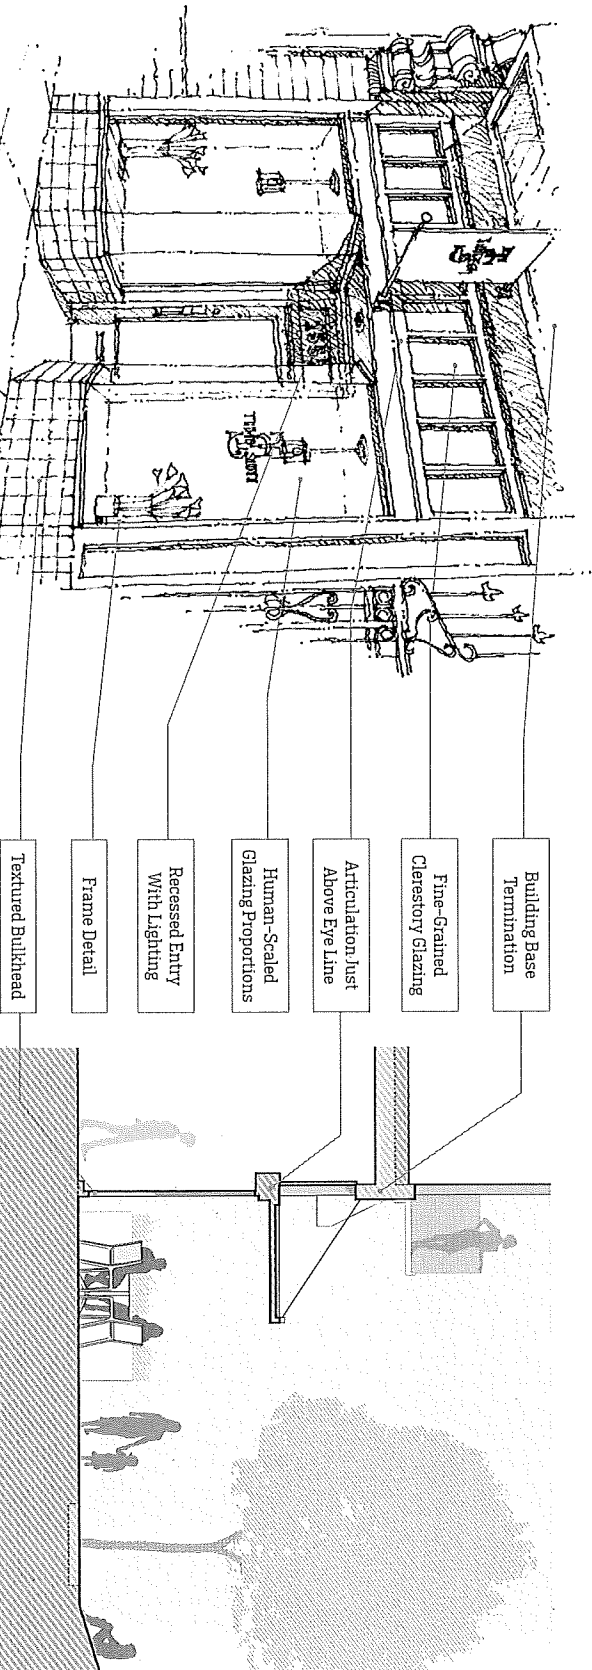 Building Base
Termination
Fine-Grained
Clerestory Glazing
Articulation Just
Above Eye Line
Human-Scaled
Glazing Proportions
Recessed Entry
With Lighting
Frame Detail
Textured Bulkhead